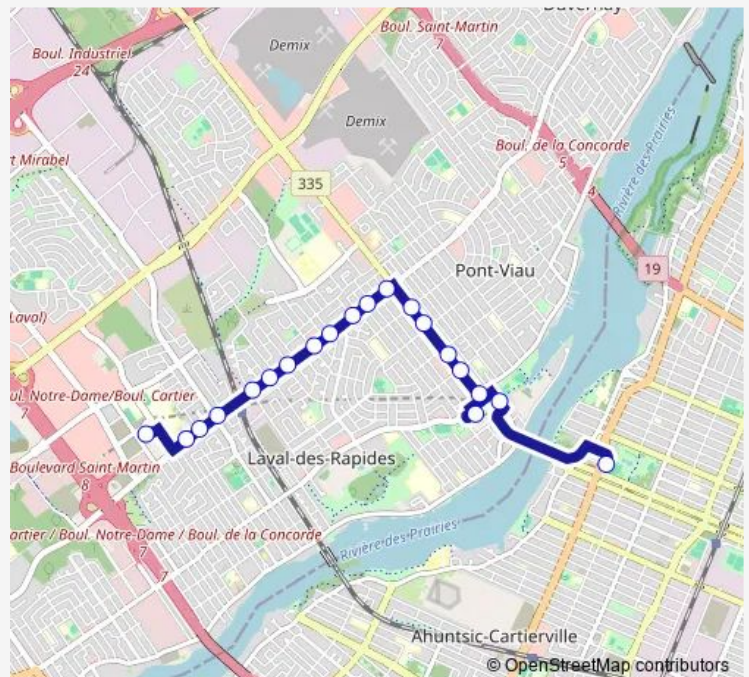 Duvernay
Boul. Saint-Martin
7
Boul. Industriel
24
Demix
Demix
rt Mirabel
335
Boul. de la Concorde
5
4
Rivière des Prairies
Pont-Viau
19
Laval)
ul. Notre-Dame/Boul. Cartier
7
Boulevard Saint-Martin
8
Laval-des-Rapides
artier / Boul. Notre-Dame / Boul. de la Concorde
7
7
Rivière des Prairies
Ahuntsic-Cartierville
© OpenStreetMap contributors